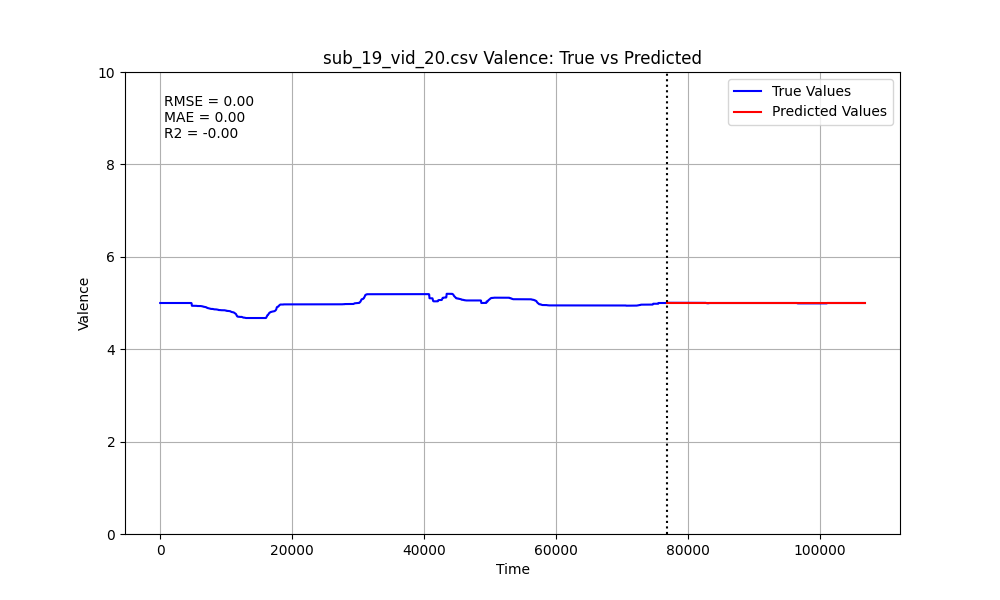 sub_19_vid_20.csv Valence: True vs Predicted
RMSE = 0.00
MAE = 0.00
R2 = -0.00
True Values
Predicted Values
10
8
6
4
2
0
Valence
0 20000 40000 60000 80000 100000
Time